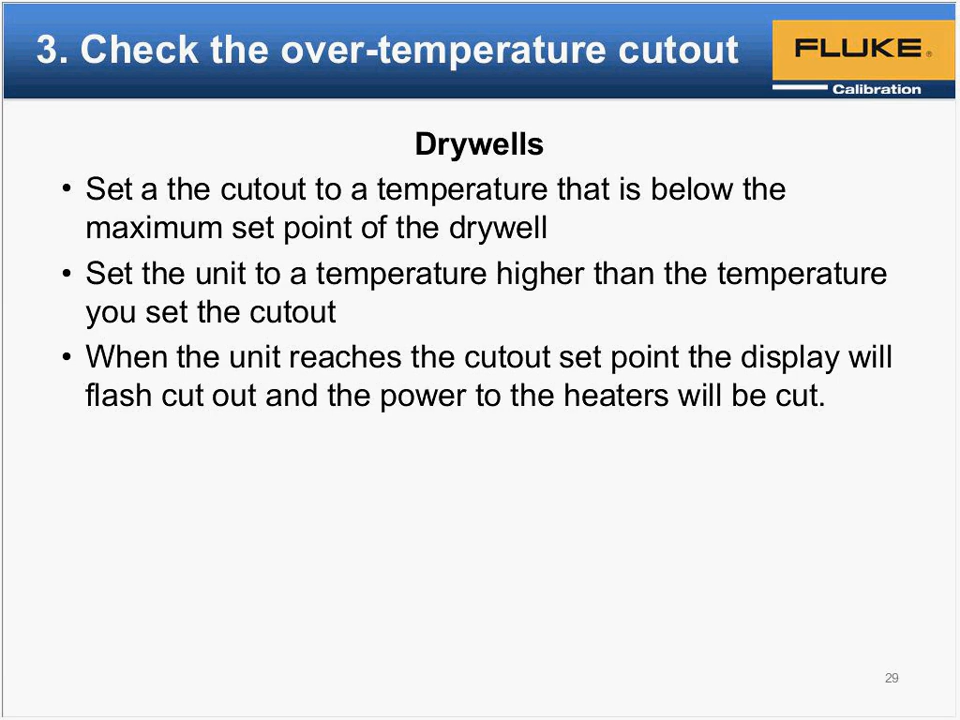 3. Check the over-temperature cutout
FLUKE®
Calibration
Drywells
• Set a the cutout to a temperature that is below the
maximum set point of the drywell
• Set the unit to a temperature higher than the temperature
you set the cutout
• When the unit reaches the cutout set point the display will
flash cut out and the power to the heaters will be cut.
29